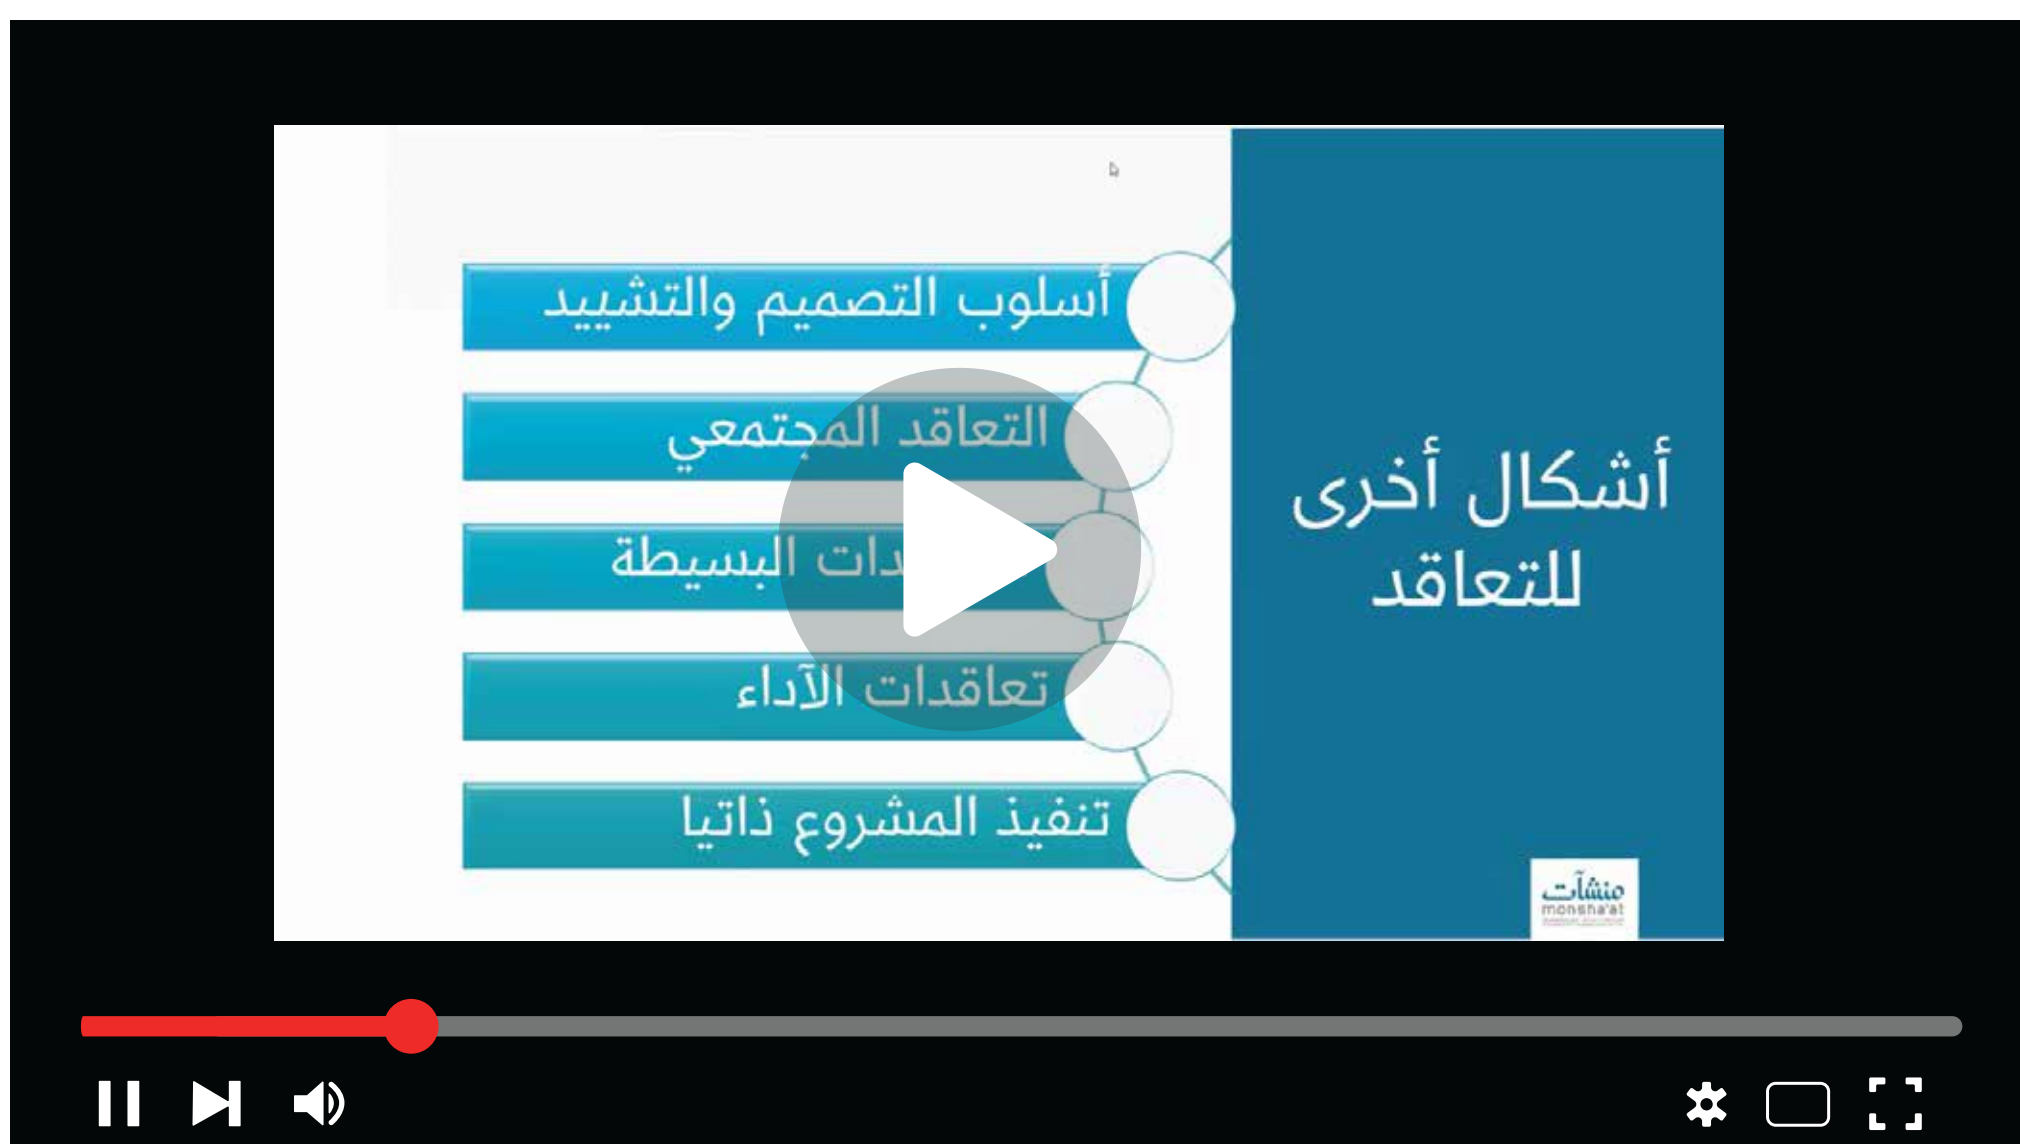 أشكال أخرى
للتعاقد
أسلوب التصميم والتشييد
التعاقد المجتمعي
البسيطة
تعاقدات الآداء
تنفيذ المشروع ذاتيا
منشآت
monsha'at